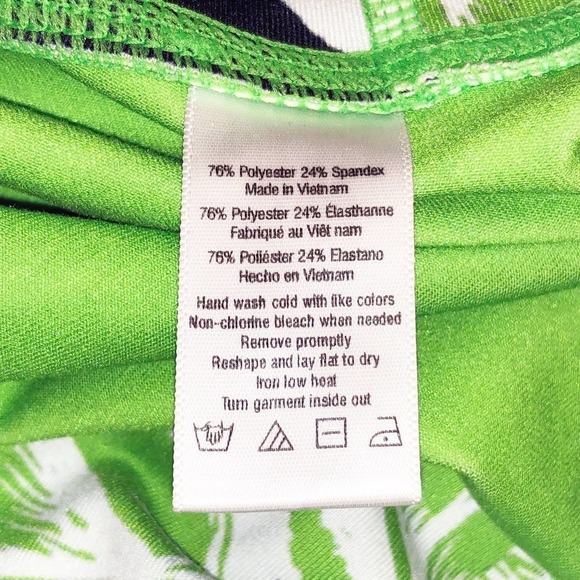 76% Polyester 24% Spandex
Made in Vietnam
76% Polyester 24% Élasthanne
Fabriqué au Viêt nam
76% Poliéster 24% Elastano
Hecho en Vietnam
Hand wash cold with like colors
Non-chlorine bleach when needed
Remove promptly
Reshape and lay flat to dry
Iron low heat
Turn garment inside out